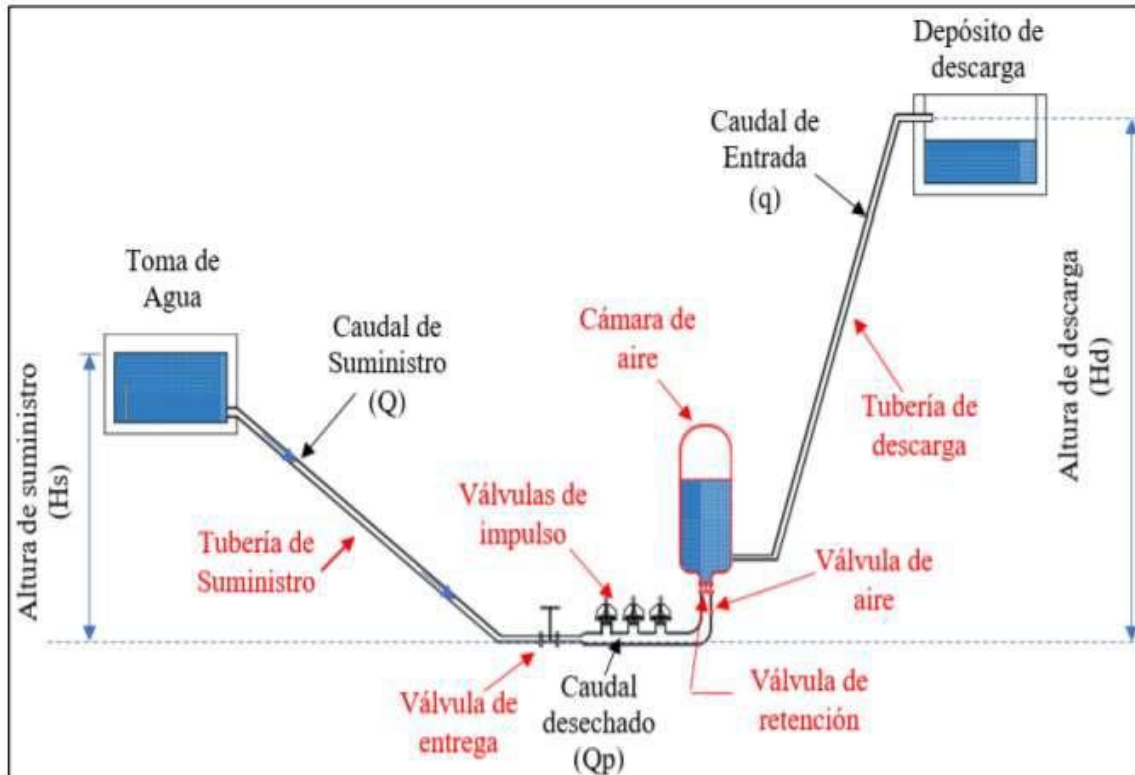 Depósito de
descarga
Caudal de
Entrada
(q)
Toma de
Agua
Caudal de
Suministro
(Q)
Cámara de
aire
Altura de suministro
(Hs)
Altura de descarga
(Hd)
Tubería de
descarga
Válvulas de
impulso
Tubería de
Suministro
Válvula de
aire
Válvula de
entrega
Caudal
desechado
(Qp)
Válvula de
retención